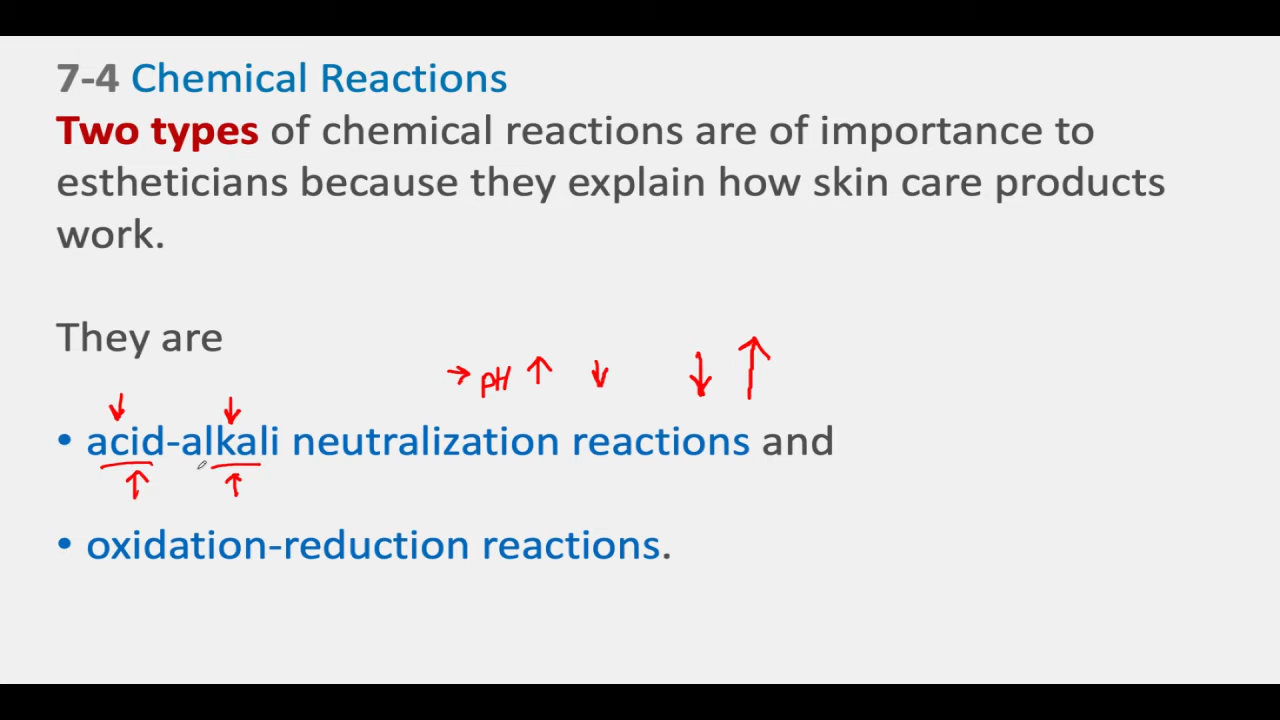 7-4 Chemical Reactions
Two types of chemical reactions are of importance to
estheticians because they explain how skin care products
work.
They are
→ pH ↑ ↓ ↓ ↑
• acid-alkali neutralization reactions and
• oxidation-reduction reactions.